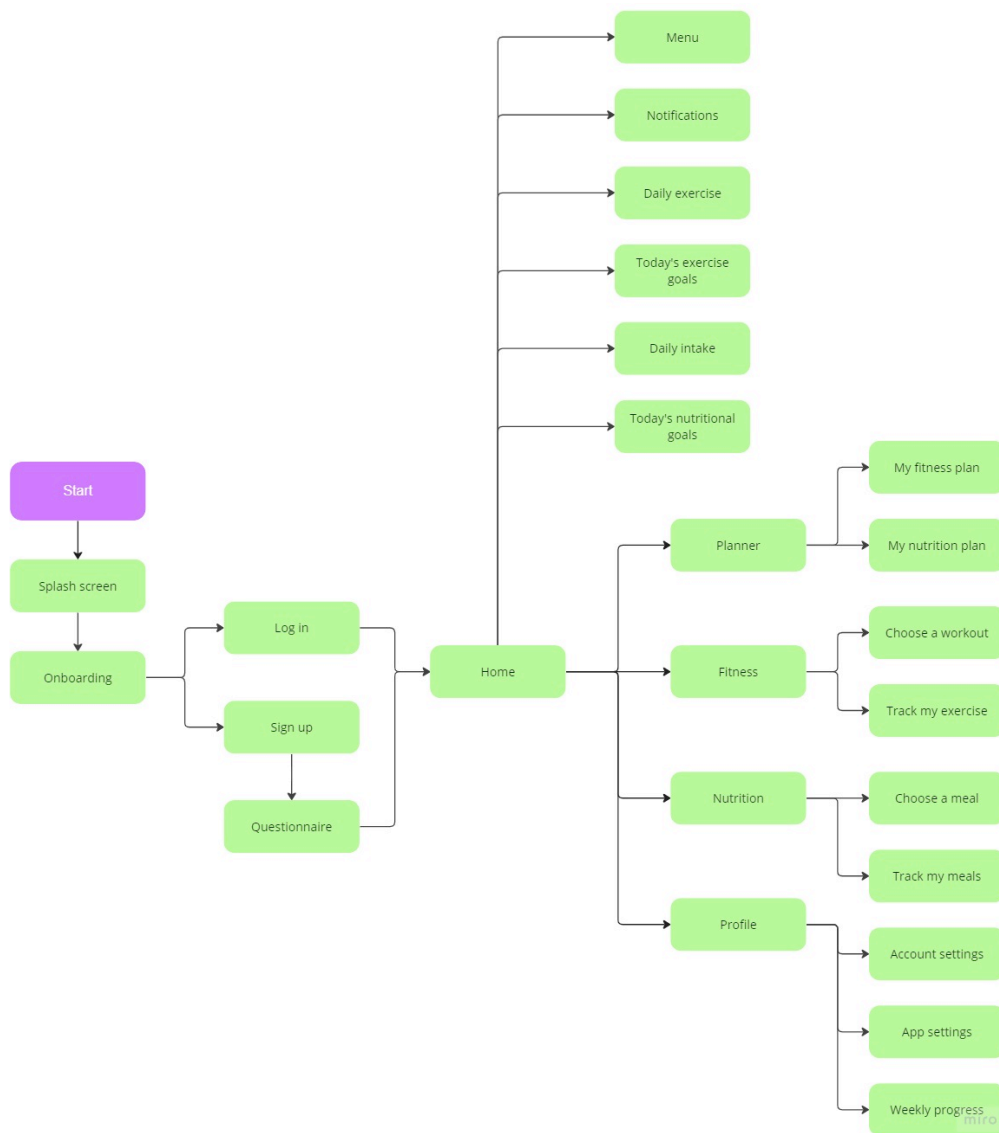 Menu
Notifications
Daily exercise
Today's exercise
goals
Daily intake
Today's nutritional
goals
Start
Splash screen
Onboarding
Log in
Sign up
Questionnaire
Home
Planner
My fitness plan
My nutrition plan
Fitness
Choose a workout
Track my exercise
Nutrition
Choose a meal
Track my meals
Profile
Account settings
App settings
Weekly progress
miro